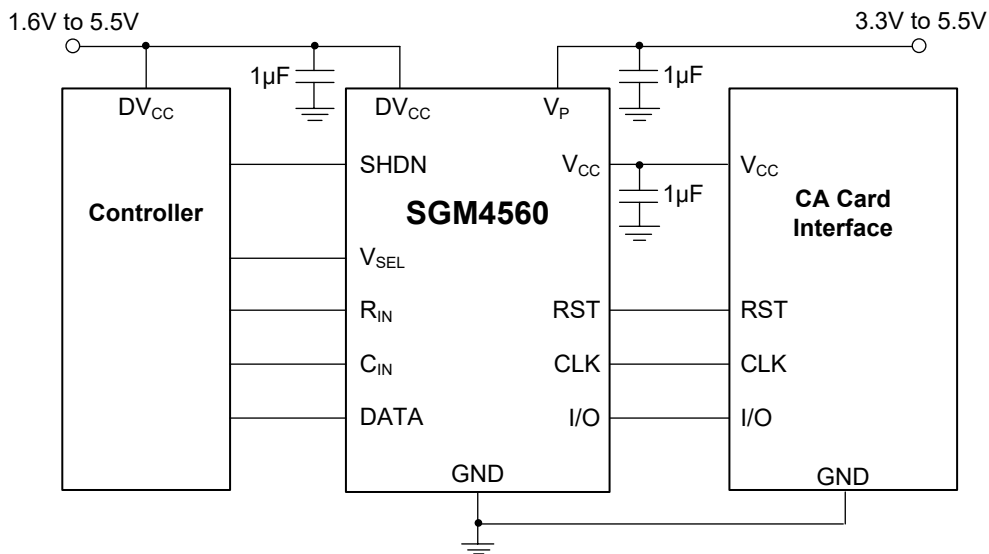 1.6V to 5.5V
3.3V to 5.5V
1µF
1µF
DVCC
DVCC
VP
SHDN
VCC
VCC
1µF
Controller
SGM4560
CA Card
Interface
VSEL
RIN
RST
RST
CIN
CLK
CLK
DATA
I/O
I/O
GND
GND